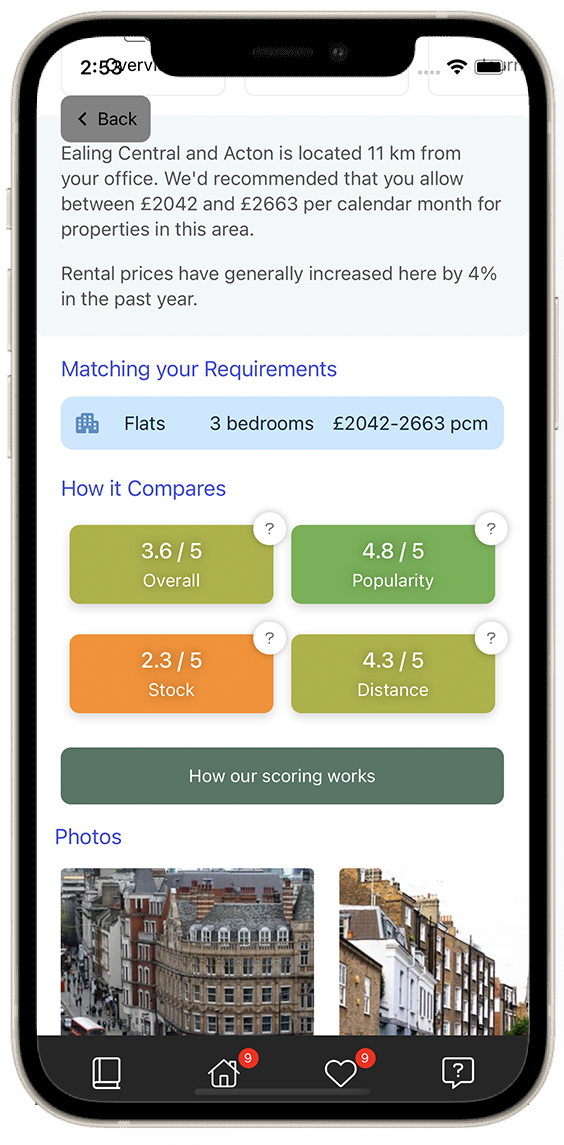 2:53
Back
Ealing Central and Acton is located 11 km from
your office. We'd recommended that you allow
between £2042 and £2663 per calendar month for
properties in this area.
Rental prices have generally increased here by 4%
in the past year.
Matching your Requirements
Flats 3 bedrooms £2042-2663 pcm
How it Compares
? ?
3.6 / 5 4.8 / 5
Overall Popularity
? ?
2.3 / 5 4.3 / 5
Stock Distance
How our scoring works
Photos
9 9 ?